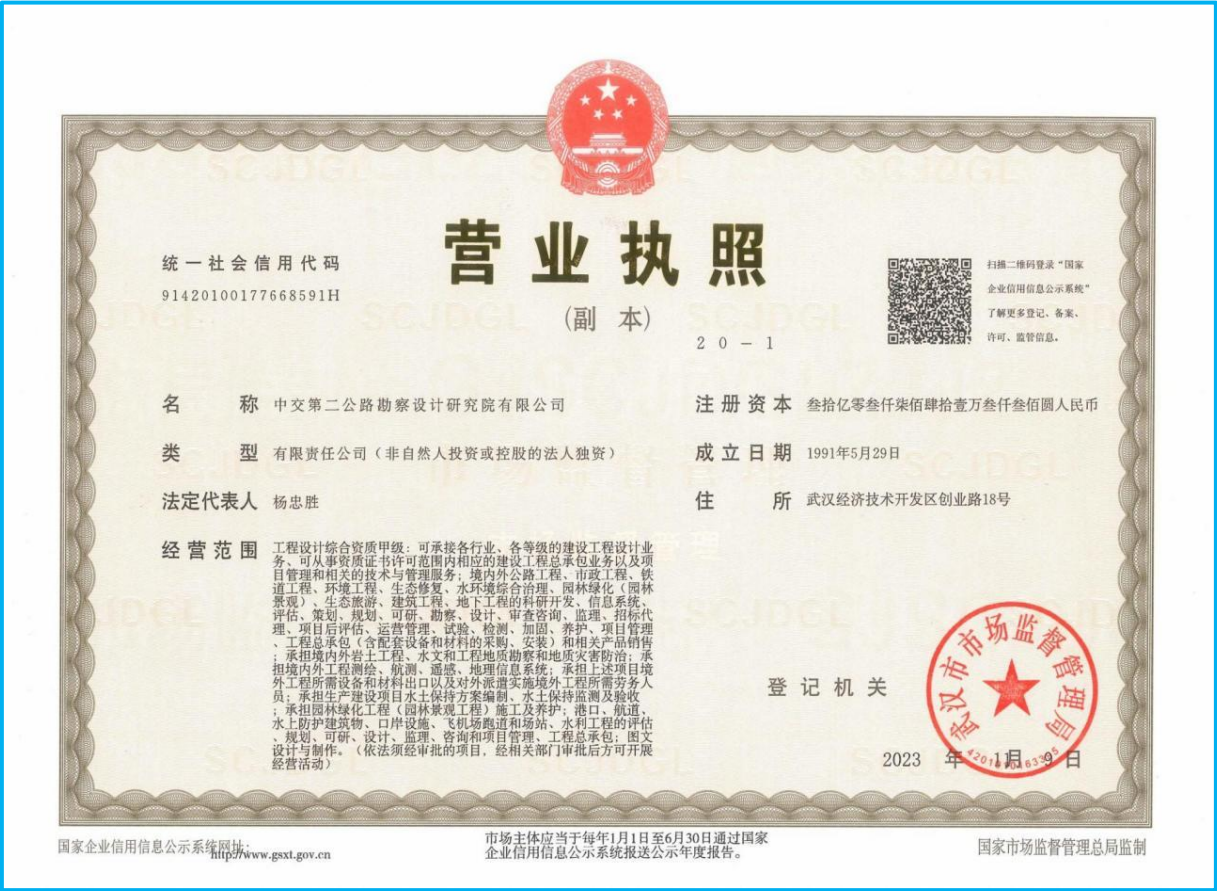 营业执照
(副 本)
20-1
统一社会信用代码
91420100177668591H
扫描二维码登录“国家
企业信用信息公示系统”
了解更多登记、备案、
许可、监管信息。
名 称 中交第二公路勘察设计研究院有限公司
类 型 有限责任公司（非自然人投资或控股的法人独资）
法定代表人 杨忠胜
经营范围 工程设计综合资质甲级：可承接各行业、各等级的建设工程设计业
务、可从事资质证书许可范围内相应的建设工程总承包业务以及项
目管理和相关的技术与管理服务；境内外公路工程、市政工程、铁
道工程、环境工程、生态修复、水环境综合治理、园林绿化（园林
景观）、生态旅游、建筑工程、地下工程的科研开发、信息系统、
评估、策划、规划、可研、勘察、设计、审查咨询、监理、招标代
理、项目后评估、运营管理、试验、检测、加固、养护、项目管理
、工程总承包（含配套设备和材料的采购、安装）和相关产品销售
；承担境内外岩土工程、水文和工程地质勘察和地质灾害防治；承
担境内外工程测绘、航测、遥感、地理信息系统；承担上述项目境
外工程所需设备和材料出口以及对外派遣实施境外工程所需劳务人
员；承担生产建设项目水土保持方案编制、水土保持监测及验收
；承担园林绿化工程（园林景观工程）施工及养护；港口、航道、
水上防护建筑物、口岸设施、飞机场跑道和场站、水利工程的评估
、规划、可研、设计、监理、咨询和项目管理、工程总承包；图文
设计与制作。（依法须经审批的项目，经相关部门审批后方可开展
经营活动）
注册资本 叁拾亿零叁仟柒佰肆拾壹万叁仟叁佰圆人民币
成立日期 1991年5月29日
住 所 武汉经济技术开发区创业路18号
登记机关
武汉市市场监督管理局
2023 年 11月 9 日
国家企业信用信息公示系统网址：
http://www.gsxt.gov.cn
市场主体应当于每年1月1日至6月30日通过国家
企业信用信息公示系统报送公示年度报告。
国家市场监督管理总局监制